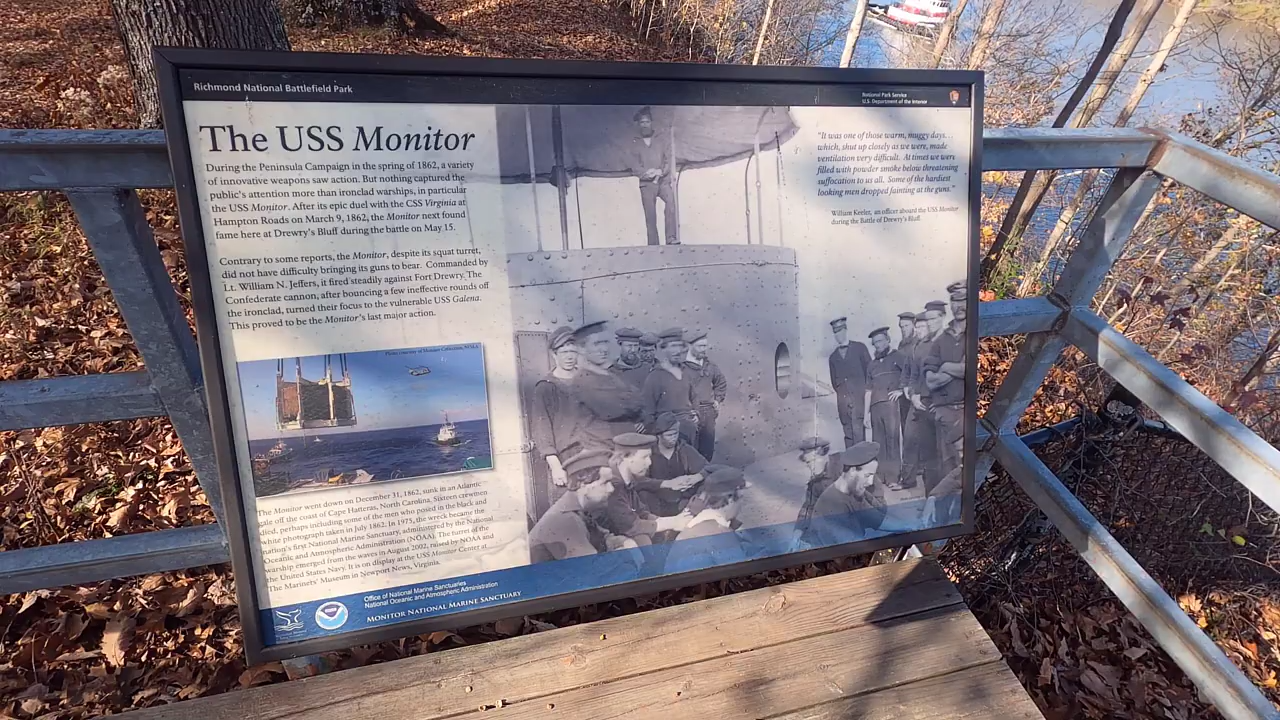 Richmond National Battlefield Park
National Park Service
U.S. Department of the Interior
The USS Monitor
During the Peninsula Campaign in the spring of 1862, a variety
of innovative weapons saw action. But nothing captured the
public's attention more than ironclad warships, in particular
the USS Monitor. After its epic duel with the CSS Virginia at
Hampton Roads on March 9, 1862, the Monitor next found
fame here at Drewry's Bluff during the battle on May 15.
Contrary to some reports, the Monitor, despite its squat turret,
did not have difficulty bringing its guns to bear. Commanded by
Lt. William N. Jeffers, it fired steadily against Fort Drewry. The
Confederate cannon, after bouncing a few ineffective rounds off
the ironclad, turned their focus to the vulnerable USS Galena.
This proved to be the Monitor's last major action.
"It was one of those warm, muggy days. . .
which, shut up closely as we were, made
ventilation very difficult. At times we were
filled with powder smoke below threatening
suffocation to us all. Some of the hardiest
looking men dropped fainting at the guns."
William Keeler, an officer aboard the USS Monitor
during the Battle of Drewry's Bluff.
Photo courtesy of Monitor Collection, NOAA
The Monitor went down on December 31, 1862, sunk in an Atlantic
gale off the coast of Cape Hatteras, North Carolina. Sixteen crewmen
died, perhaps including some of the men who posed in the black and
white photograph taken in July 1862. In 1975, the wreck became the
nation's first National Marine Sanctuary, administered by the National
Oceanic and Atmospheric Administration (NOAA). The turret of the
warship emerged from the waves in August 2002, raised by NOAA and
the United States Navy. It is on display at the USS Monitor Center at
The Mariners' Museum in Newport News, Virginia.
Office of National Marine Sanctuaries
National Oceanic and Atmospheric Administration
MONITOR NATIONAL MARINE SANCTUARY